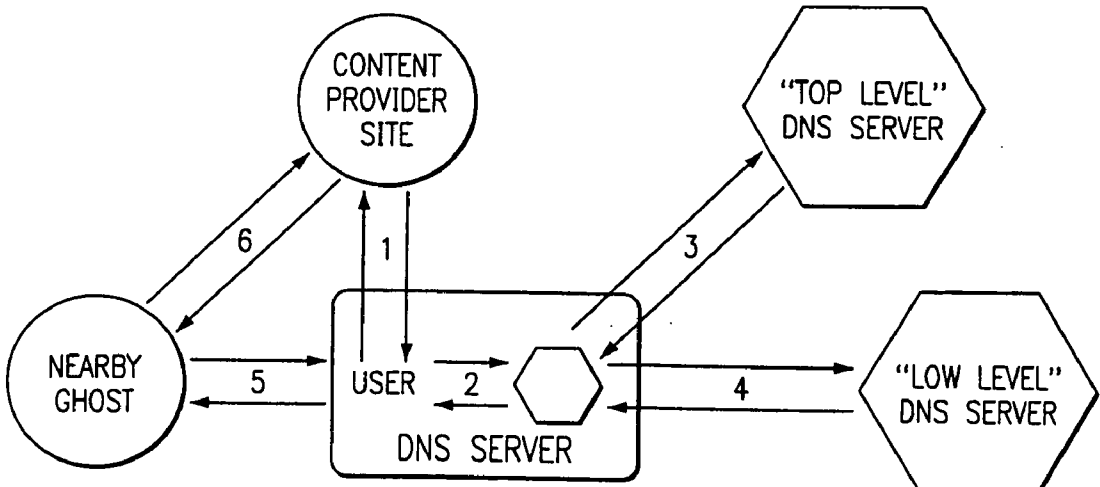 CONTENT
PROVIDER
SITE
"TOP LEVEL"
DNS SERVER
6
1
3
NEARBY
GHOST
5
USER
2
4
"LOW LEVEL"
DNS SERVER
DNS SERVER